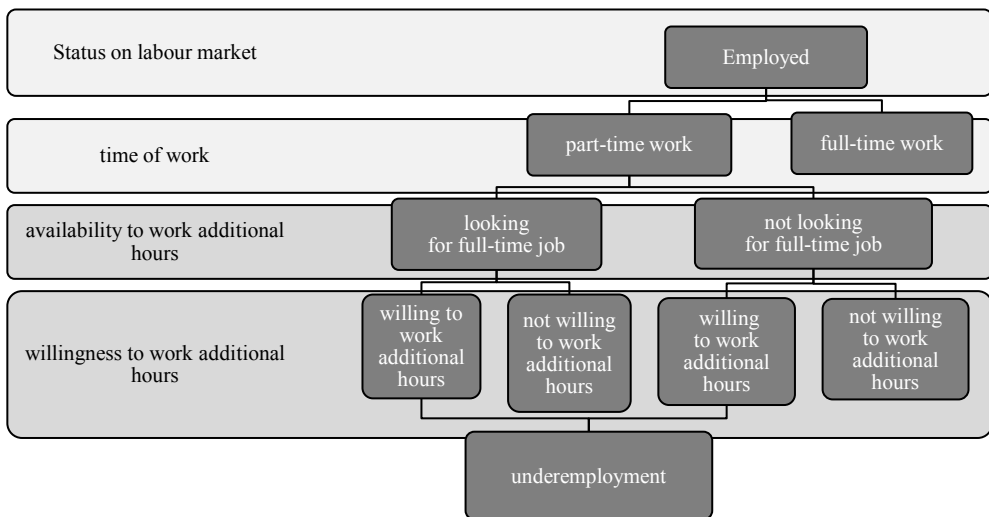 Status on labour market
Employed
time of work
part-time work
full-time work
availability to work additional
hours
looking
for full-time job
not looking
for full-time job
willingness to work additional
hours
willing to
work
additional
hours
not willing
to work
additional
hours
willing
to work
additional
hours
not willing
to work
additional
hours
underemployment